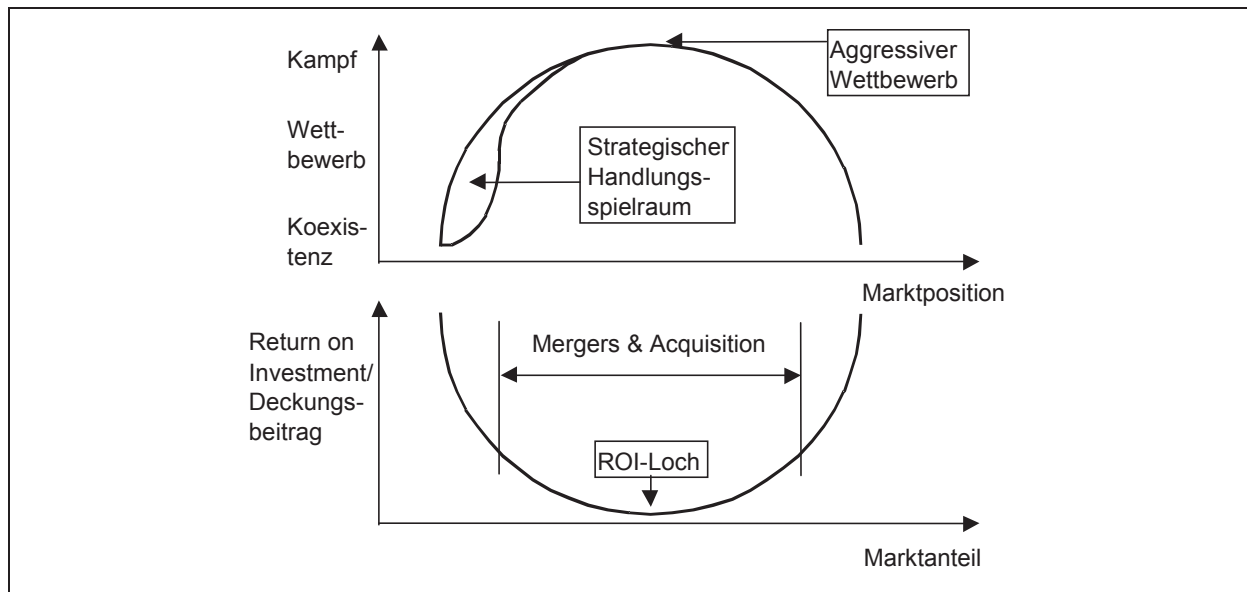 Kampf
Wett-
bewerb
Koexis-
tenz
Aggressiver
Wettbewerb
Strategischer
Handlungs-
spielraum
Marktposition
Return on
Investment/
Deckungs-
beitrag
Mergers & Acquisition
ROI-Loch
Marktanteil